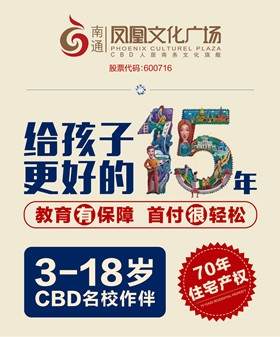 南通 凤凰文化广场
PHOENIX CULTUREL PLAZA
CBD人居商务文化旗舰
股票代码:600716
给孩子
更好的15年
教育有保障 首付很轻松
3-18岁
CBD名校作伴
70年
住宅产权